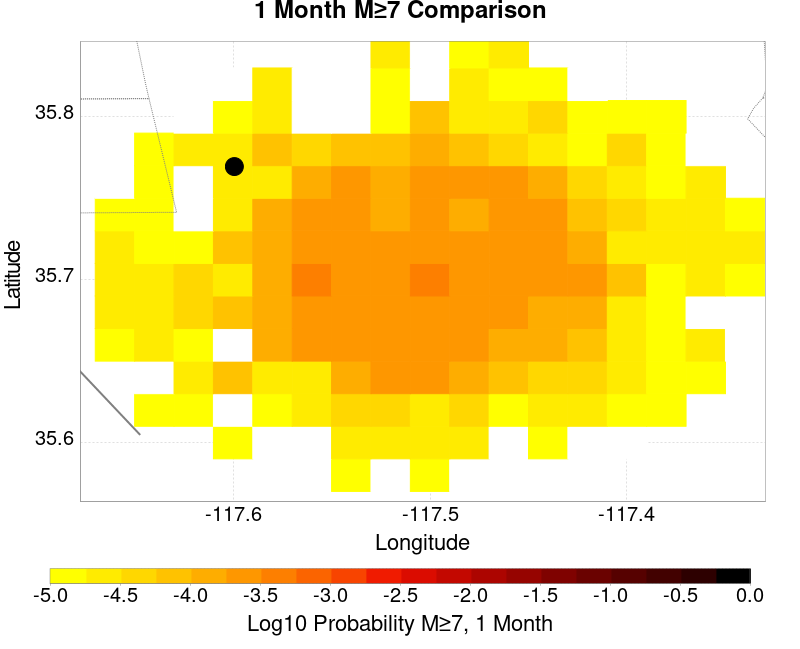 1 Month M≥7 Comparison
35.8
35.7
35.6
Latitude
-117.6 -117.5 -117.4
Longitude
-5.0 -4.5 -4.0 -3.5 -3.0 -2.5 -2.0 -1.5 -1.0 -0.5 0.0
Log10 Probability M≥7, 1 Month